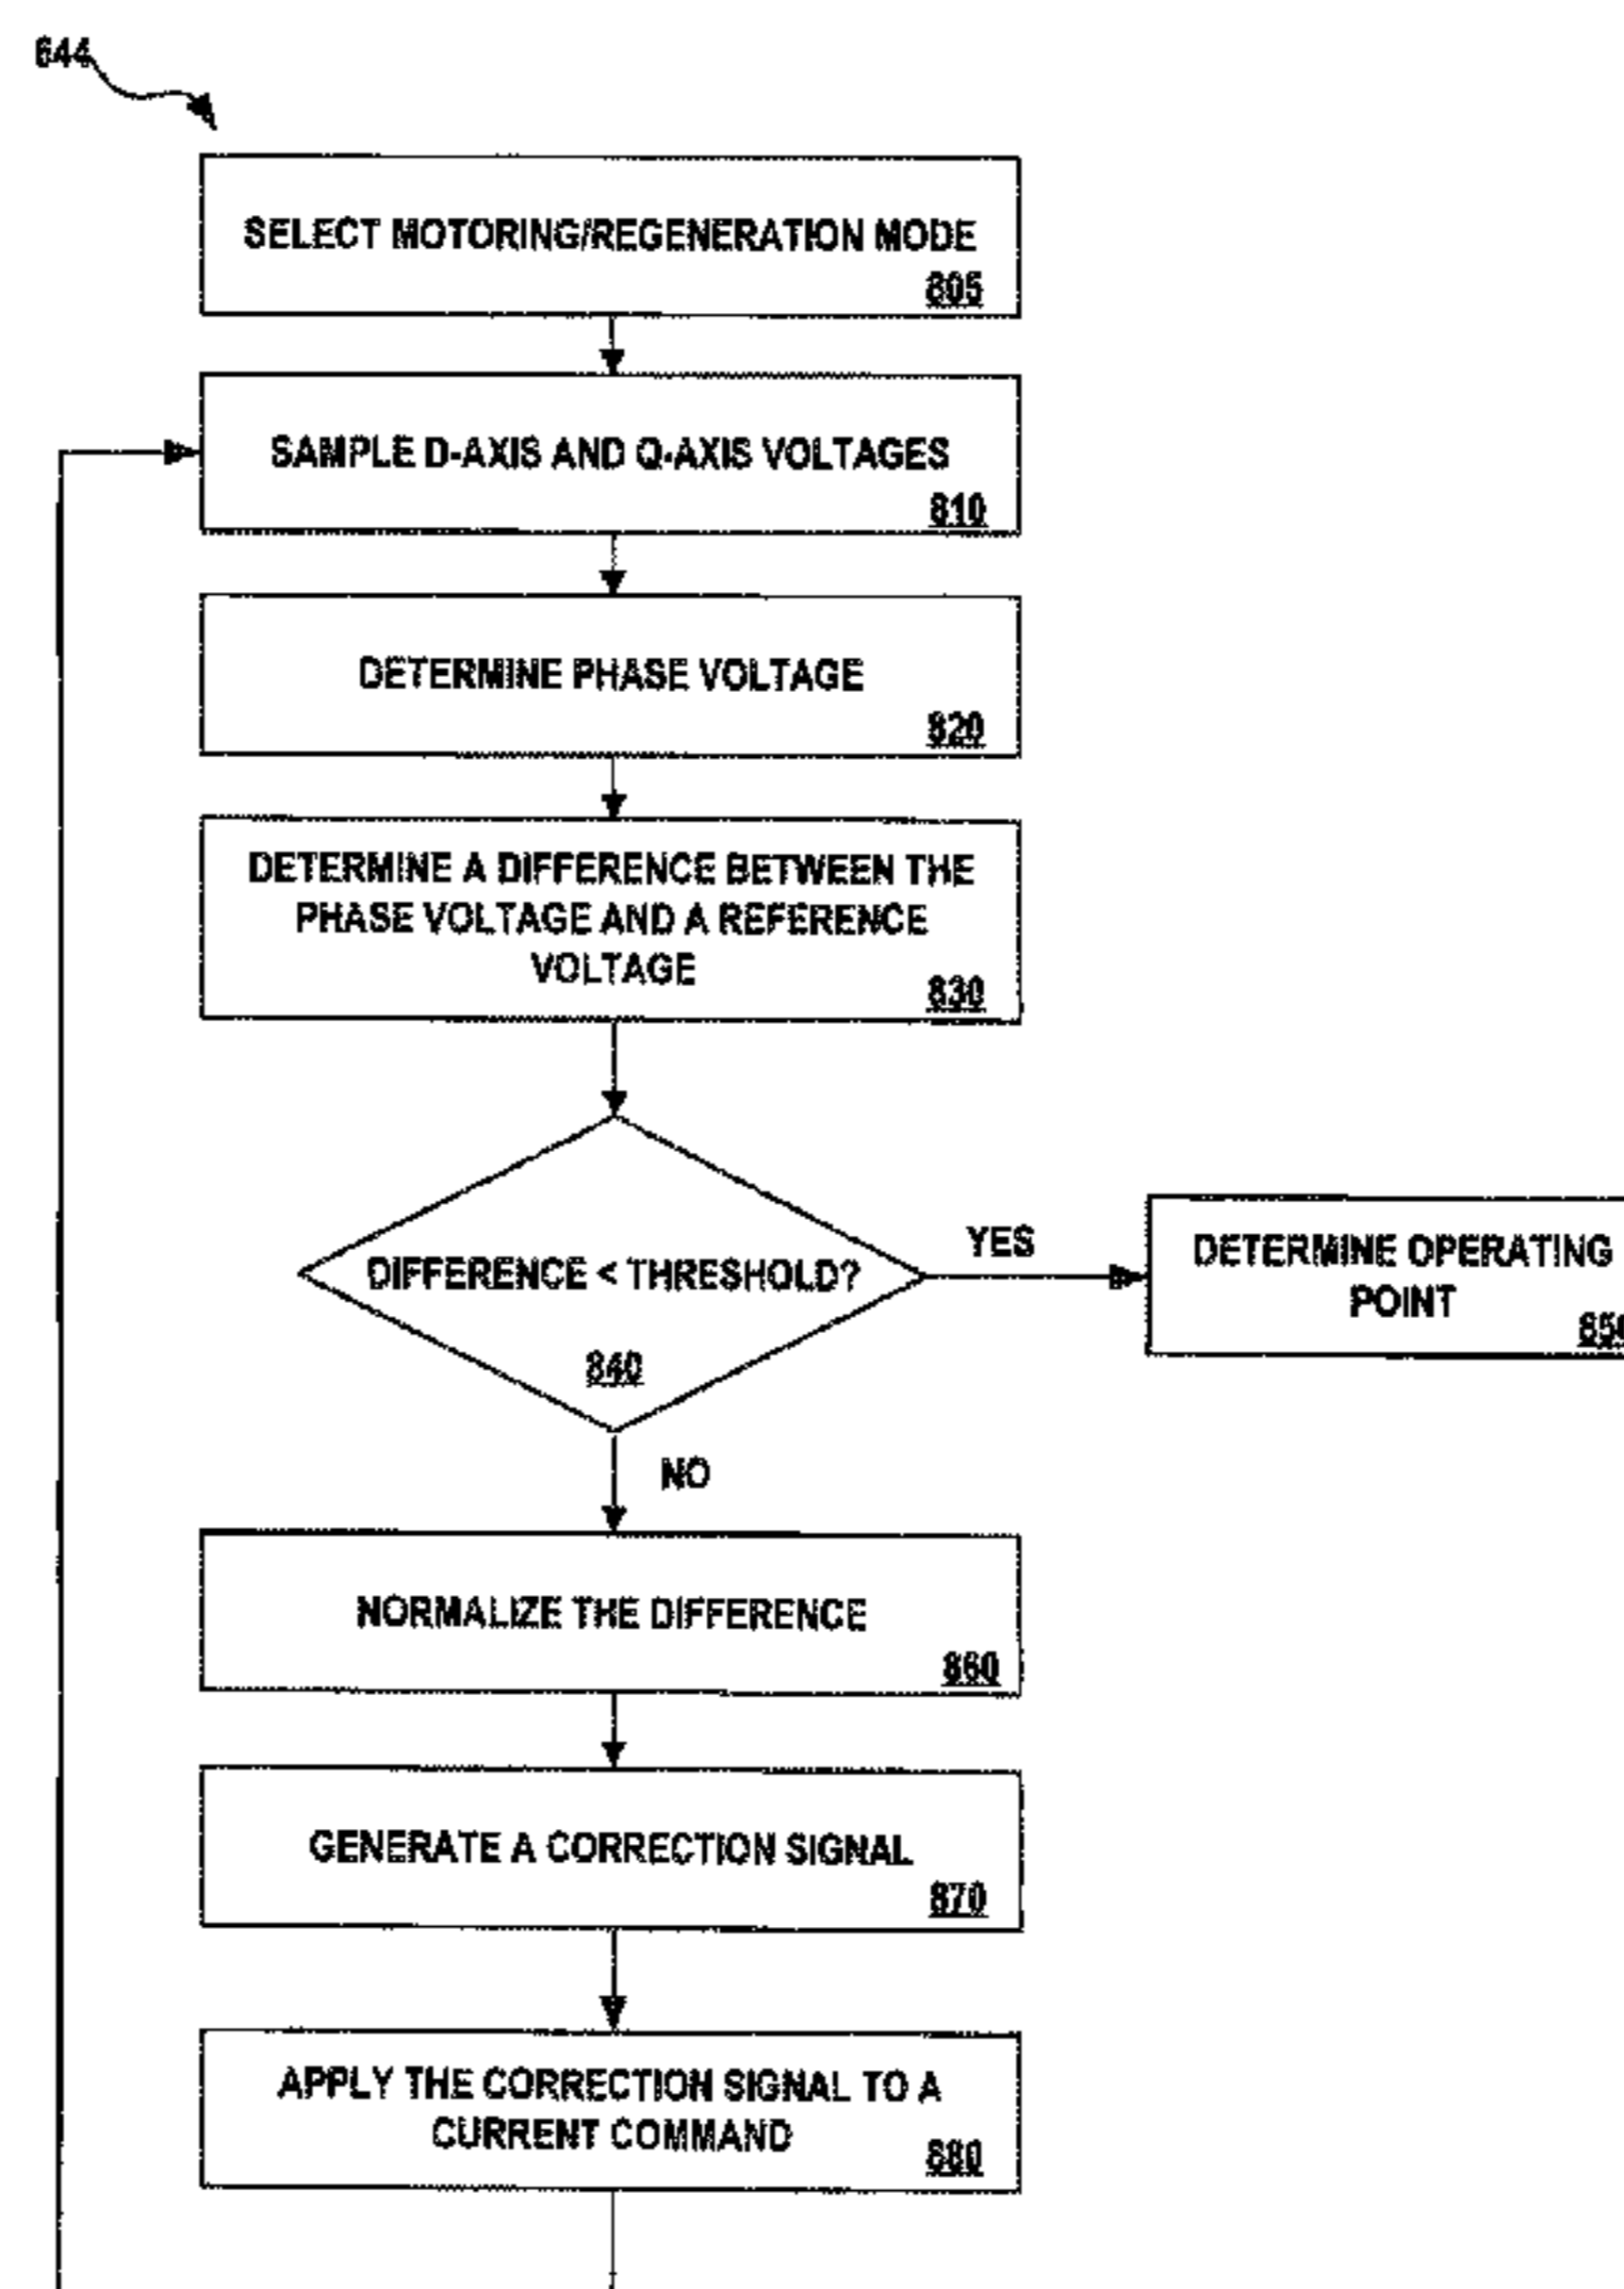 644
SELECT MOTORING/REGENERATION MODE
805
SAMPLE D-AXIS AND Q-AXIS VOLTAGES
810
DETERMINE PHASE VOLTAGE
820
DETERMINE A DIFFERENCE BETWEEN THE
PHASE VOLTAGE AND A REFERENCE
VOLTAGE
830
DIFFERENCE < THRESHOLD?
840
YES
DETERMINE OPERATING
POINT
NO
NORMALIZE THE DIFFERENCE
860
GENERATE A CORRECTION SIGNAL
870
APPLY THE CORRECTION SIGNAL TO A
CURRENT COMMAND
880